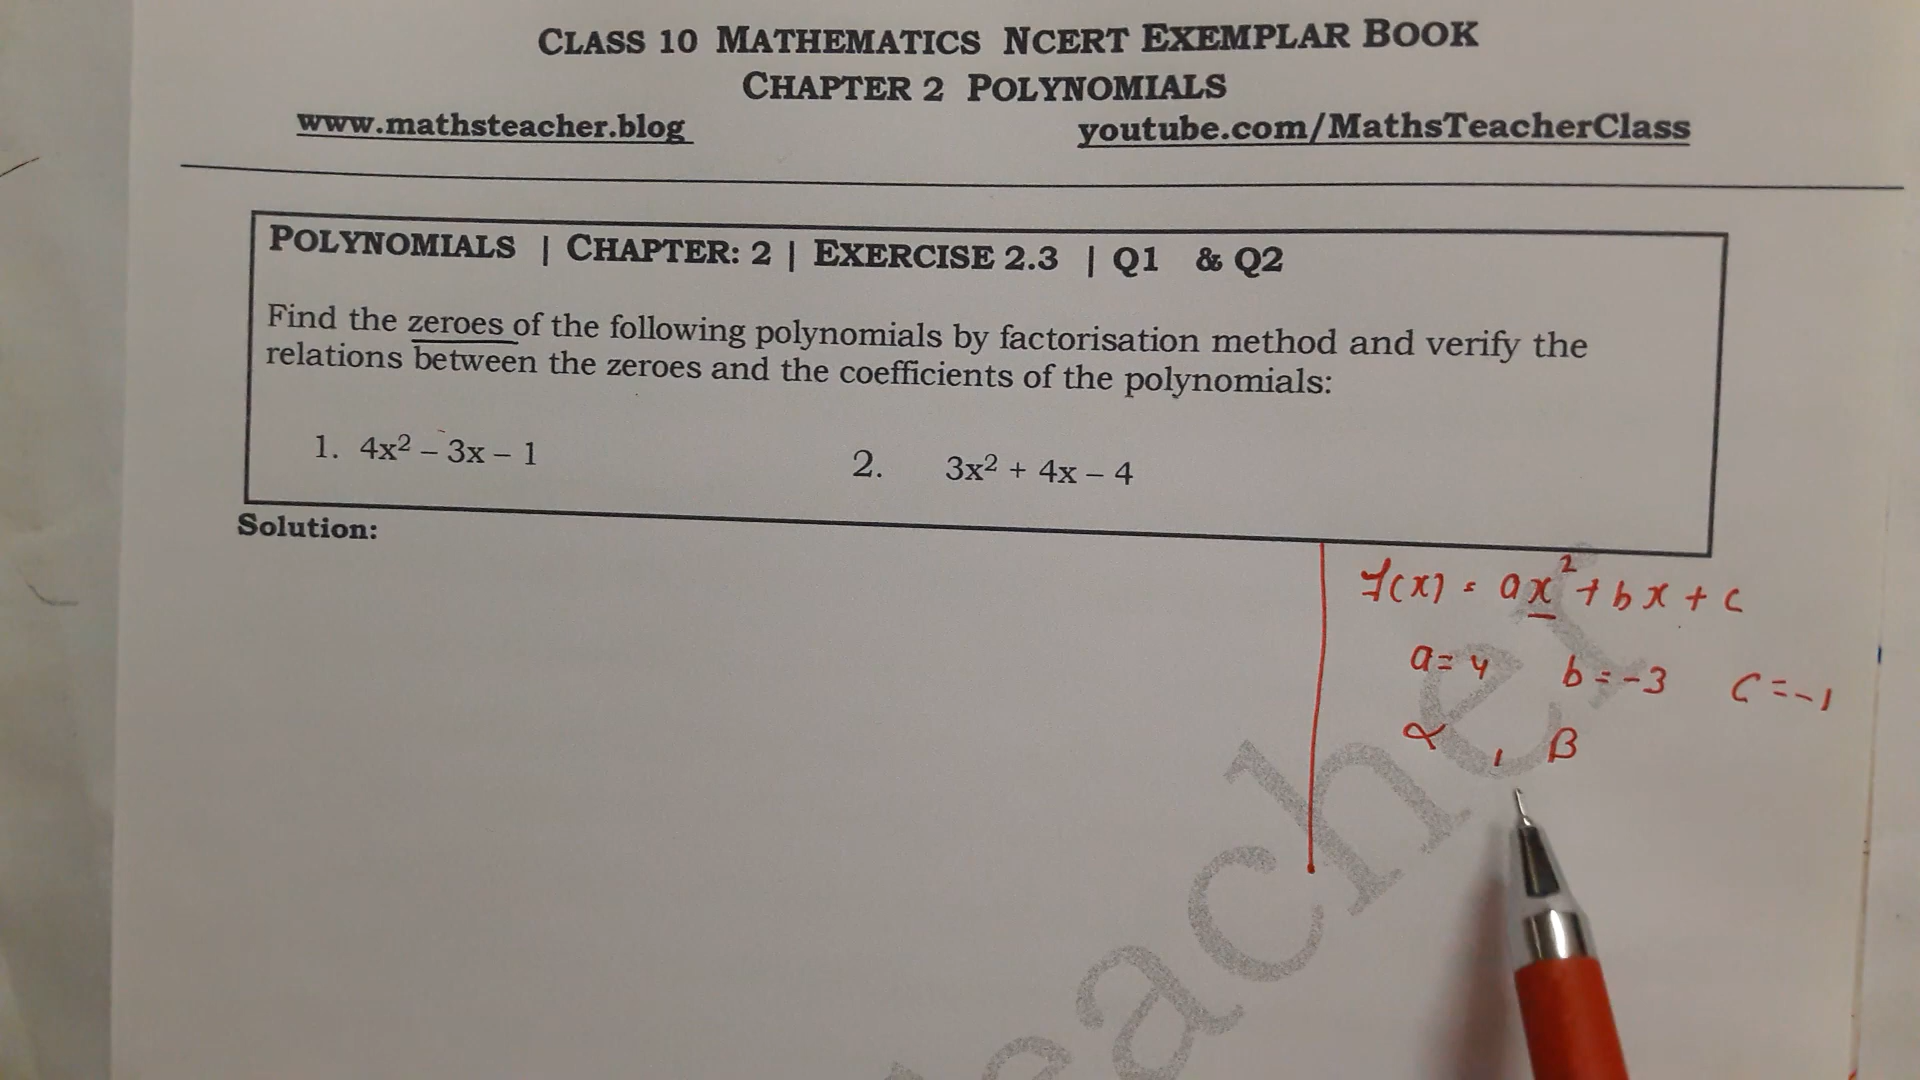 CLASS 10 MATHEMATICS NCERT EXEMPLAR BOOK
CHAPTER 2 POLYNOMIALS
www.mathsteacher.blog youtube.com/MathsTeacherClass
POLYNOMIALS | CHAPTER: 2 | EXERCISE 2.3 | Q1 & Q2
Find the zeroes of the following polynomials by factorisation method and verify the
relations between the zeroes and the coefficients of the polynomials:
1. 4x² – 3x – 1 2. 3x² + 4x – 4
Solution:
f(x) = ax² + bx + c
a = 4 b = -3 c = -1
α , β
teacher